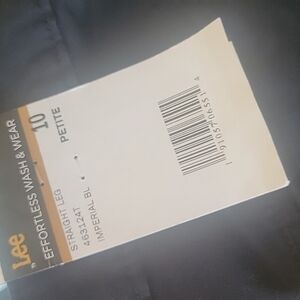 Lee
EFFORTLESS WASH & WEAR
10
PETITE
STRAIGHT LEG
463124T
IMPERIAL BL